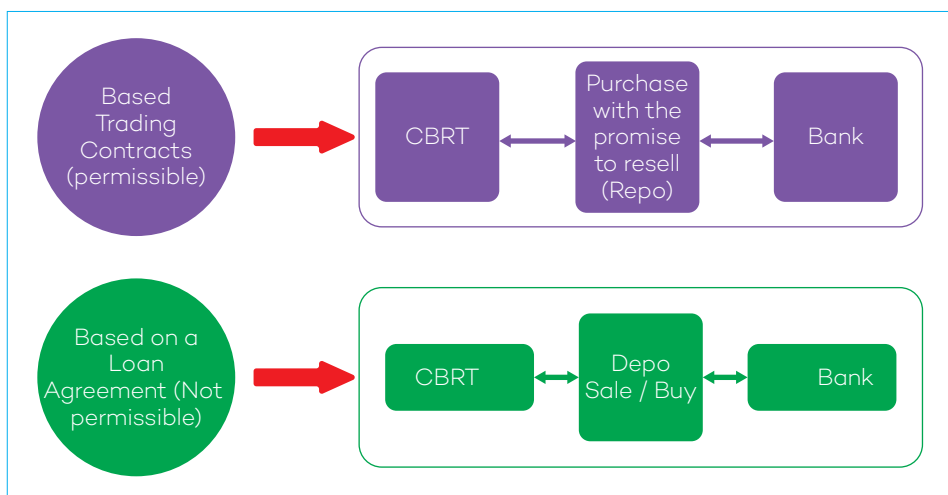 Based
Trading
Contracts
(permissible)
CBRT
Purchase
with the
promise
to resell
(Repo)
Bank
Based on a
Loan
Agreement (Not
permissible)
CBRT
Depo
Sale / Buy
Bank